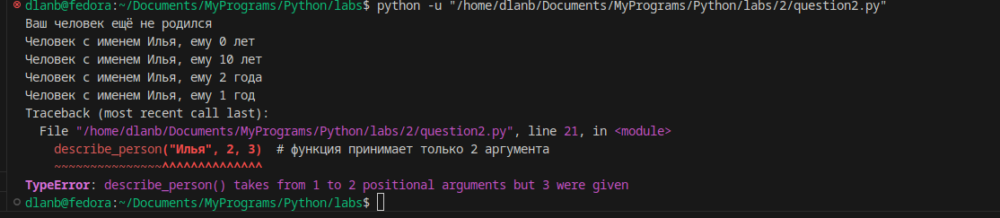 dlanb@fedora:~/Documents/MyPrograms/Python/labs$ python -u "/home/dlanb/Documents/MyPrograms/Python/labs/2/question2.py"
Ваш человек ещё не родился
Человек с именем Илья, ему 0 лет
Человек с именем Илья, ему 10 лет
Человек с именем Илья, ему 2 года
Человек с именем Илья, ему 1 год
Traceback (most recent call last):
  File "/home/dlanb/Documents/MyPrograms/Python/labs/2/question2.py", line 21, in <module>
    describe_person("Илья", 2, 3)  # функция принимает только 2 аргумента
    ~~~~~~~~~~~~~~~^^^^^^^^^^^^^^
TypeError: describe_person() takes from 1 to 2 positional arguments but 3 were given
dlanb@fedora:~/Documents/MyPrograms/Python/labs$